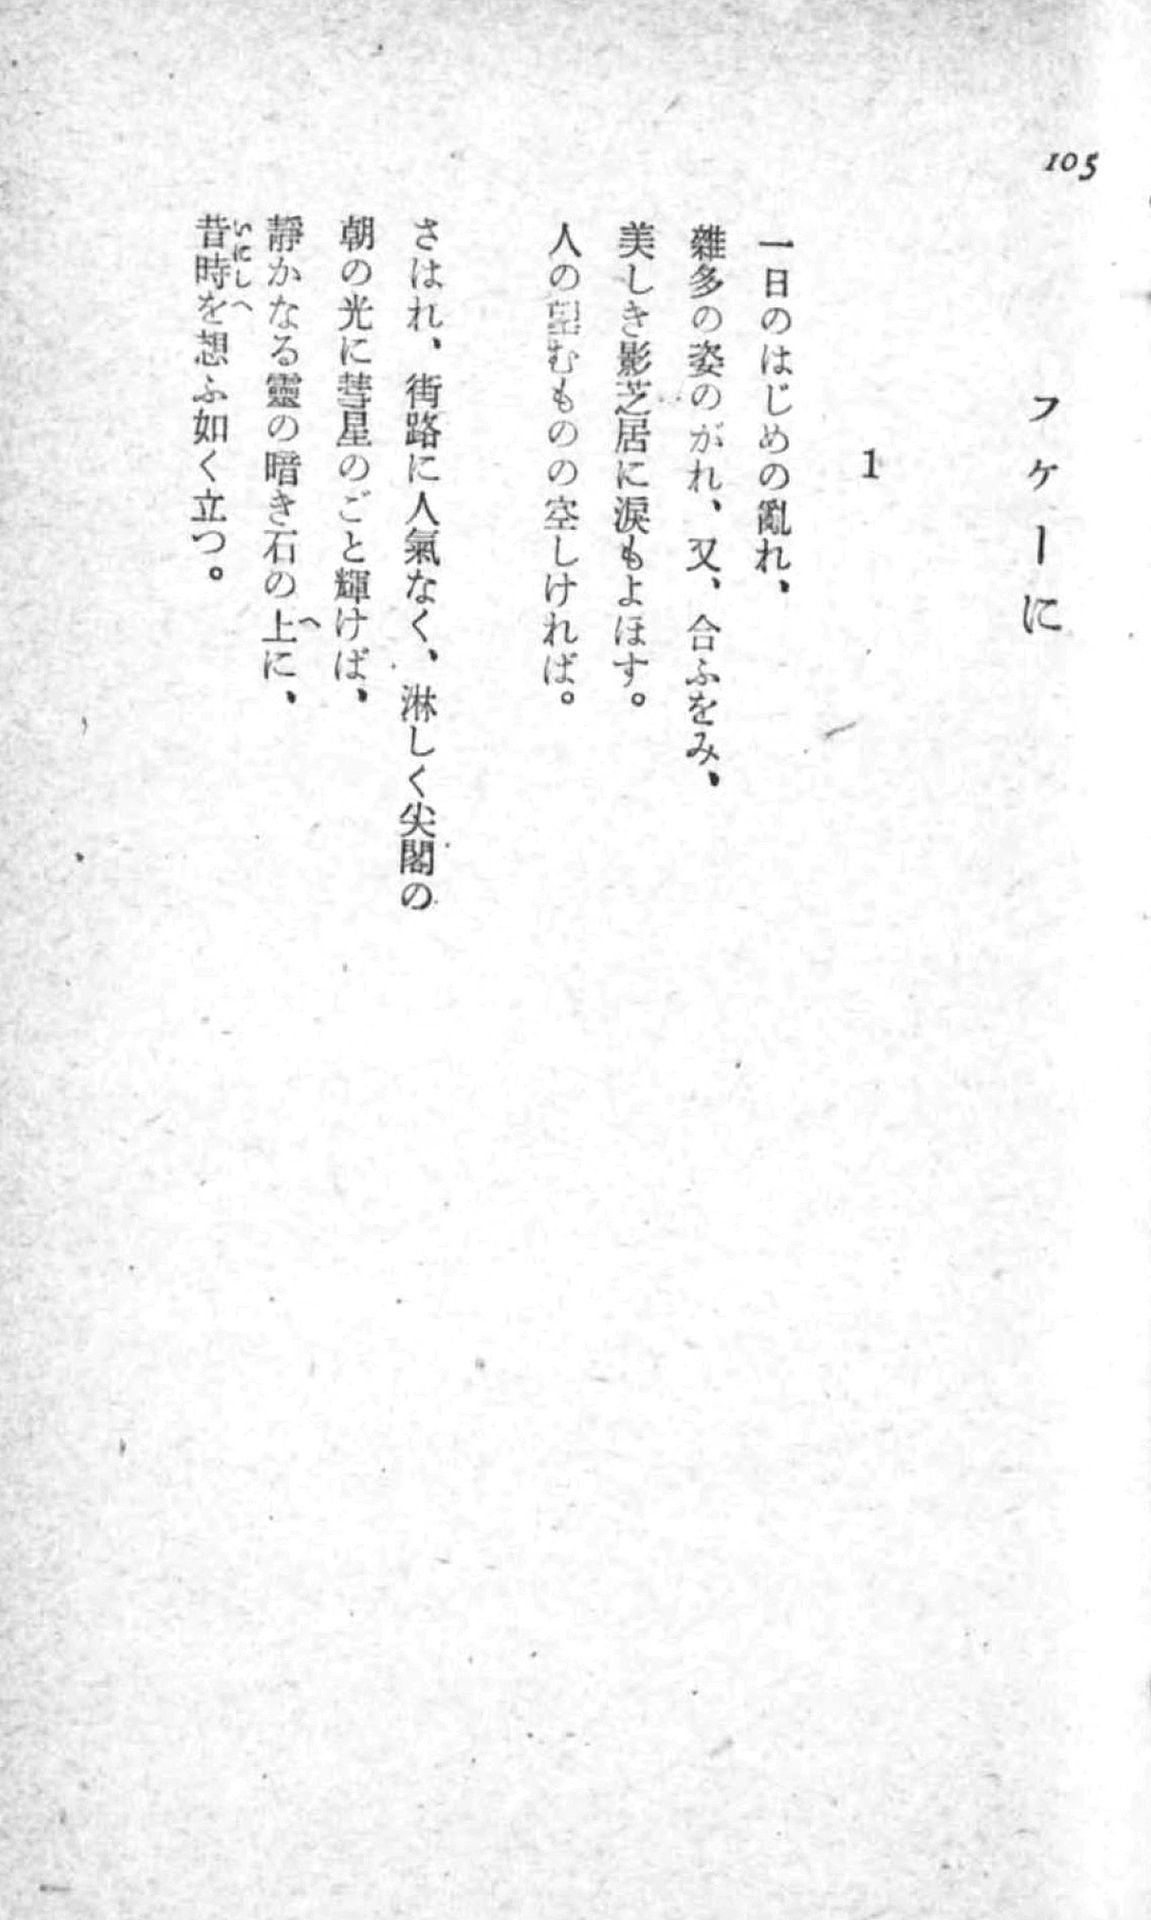 105
フケーに
1
一日のはじめの亂れ、
雜多の姿のがれ、又、合ふをみ、
美しき影芝居に淚もよほす。
人の望むものの空しければ。
さはれ、街路に人氣なく、淋しく尖閣の
朝の光に彗星のごと輝けば、
靜かなる靈の暗き石の上に、
昔時を想ふ如く立つ。